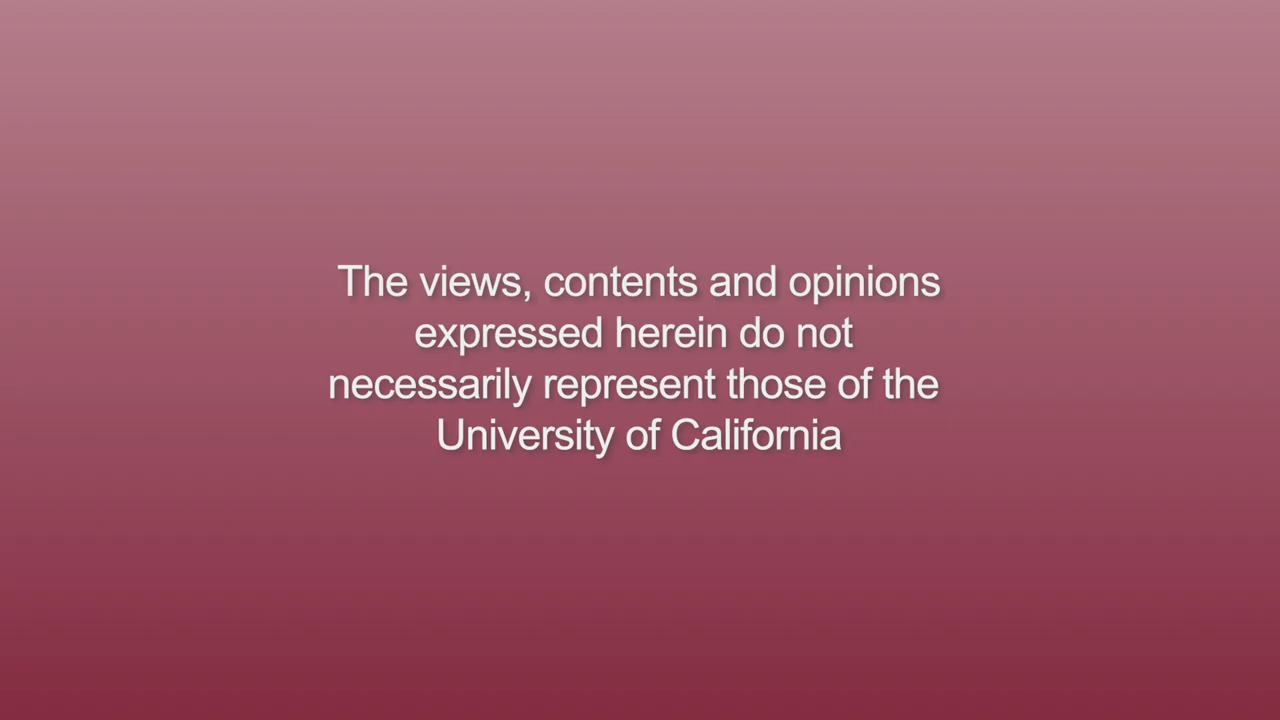 The views, contents and opinions
expressed herein do not
necessarily represent those of the
University of California